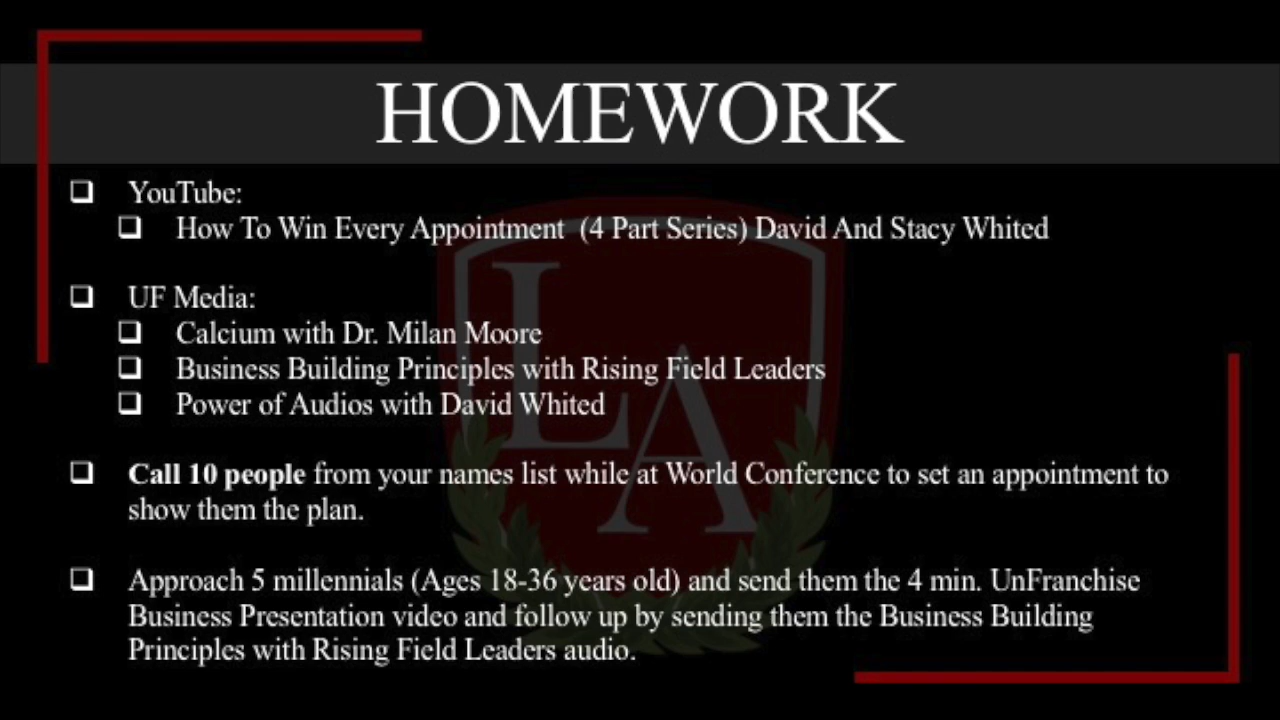 HOMEWORK
❑ YouTube:
❑ How To Win Every Appointment (4 Part Series) David And Stacy Whited
❑ UF Media:
❑ Calcium with Dr. Milan Moore
❑ Business Building Principles with Rising Field Leaders
❑ Power of Audios with David Whited
❑ Call 10 people from your names list while at World Conference to set an appointment to
show them the plan.
❑ Approach 5 millennials (Ages 18-36 years old) and send them the 4 min. UnFranchise
Business Presentation video and follow up by sending them the Business Building
Principles with Rising Field Leaders audio.
LA